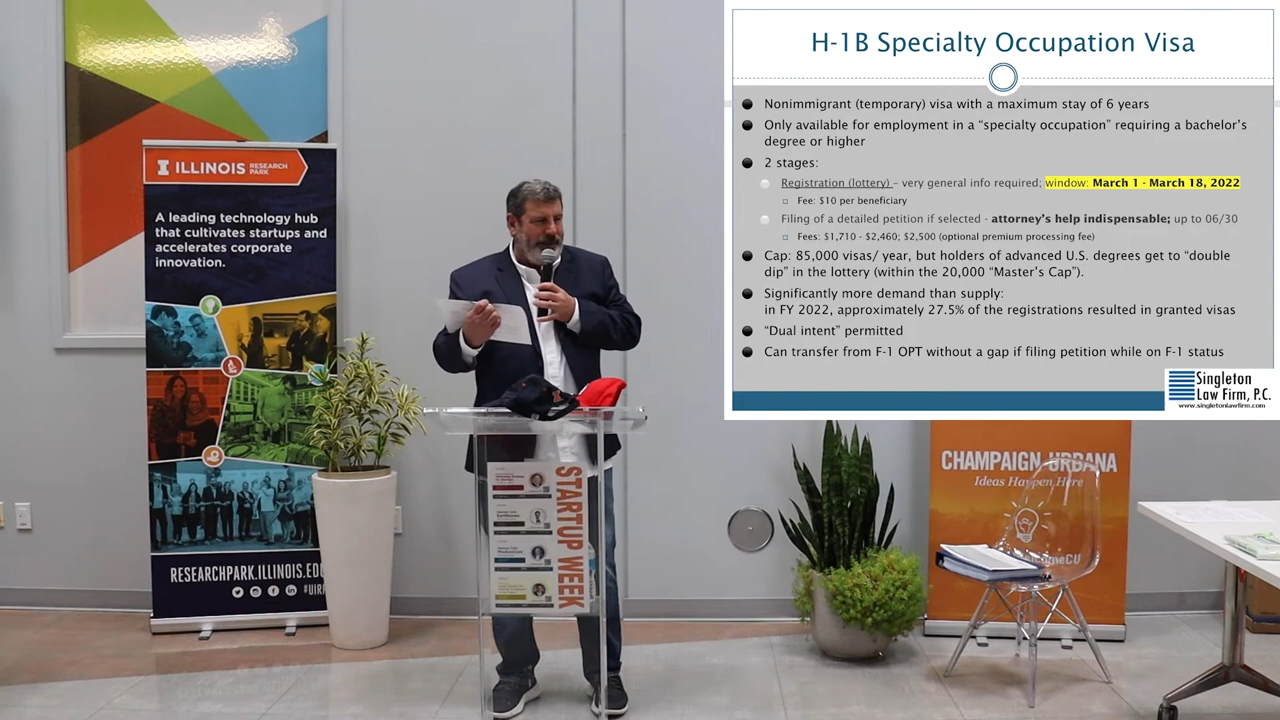 ILLINOIS RESEARCH PARK
A leading technology hub
that cultivates startups and
accelerates corporate
innovation.
RESEARCHPARK.ILLINOIS.EDU
STARTUP WEEK
H-1B Specialty Occupation Visa
Nonimmigrant (temporary) visa with a maximum stay of 6 years
Only available for employment in a “specialty occupation” requiring a bachelor’s
degree or higher
2 stages:
Registration (lottery) – very general info required; window: March 1 - March 18, 2022
Fee: $10 per beneficiary
Filing of a detailed petition if selected - attorney’s help indispensable; up to 06/30
Fees: $1,710 - $2,460; $2,500 (optional premium processing fee)
Cap: 85,000 visas/ year, but holders of advanced U.S. degrees get to “double
dip” in the lottery (within the 20,000 “Master’s Cap”).
Significantly more demand than supply:
in FY 2022, approximately 27.5% of the registrations resulted in granted visas
“Dual intent” permitted
Can transfer from F-1 OPT without a gap if filing petition while on F-1 status
Singleton
Law Firm, P.C.
www.singletonlawfirm.com
CHAMPAIGN-URBANA
Ideas Happen Here